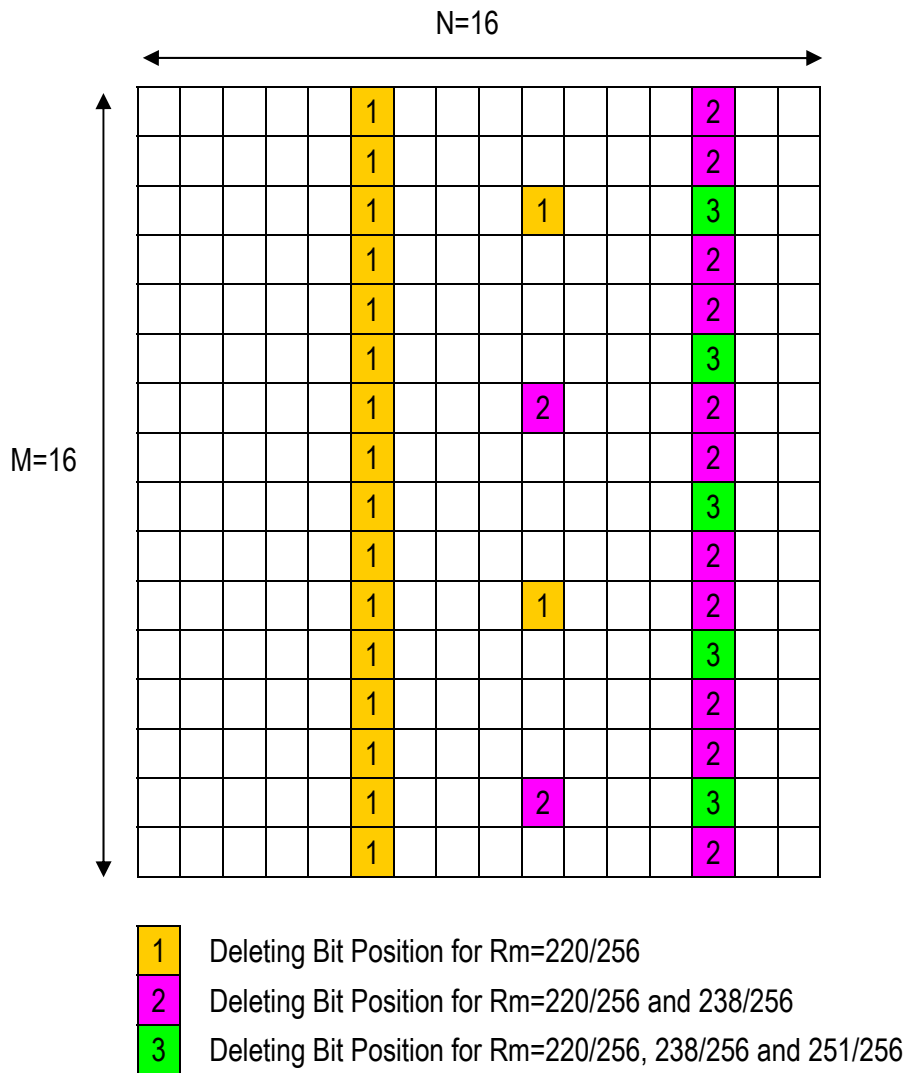 N=16
1 2
1 2
1 1 3
1 2
1 2
1 3
1 2 2
M=16
1 2
1 3
1 2
1 1 2
1 3
1 2
1 2
1 2 3
1 2
1 Deleting Bit Position for Rm=220/256
2 Deleting Bit Position for Rm=220/256 and 238/256
3 Deleting Bit Position for Rm=220/256, 238/256 and 251/256